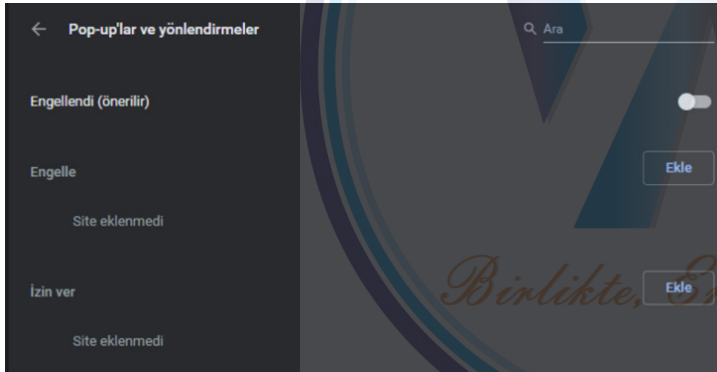 Pop-up'lar ve yönlendirmeler
Ara
Engellendi (önerilir)
Engelle
Ekle
Site eklenmedi
Birlikte,
İzin ver
Ekle
Site eklenmedi